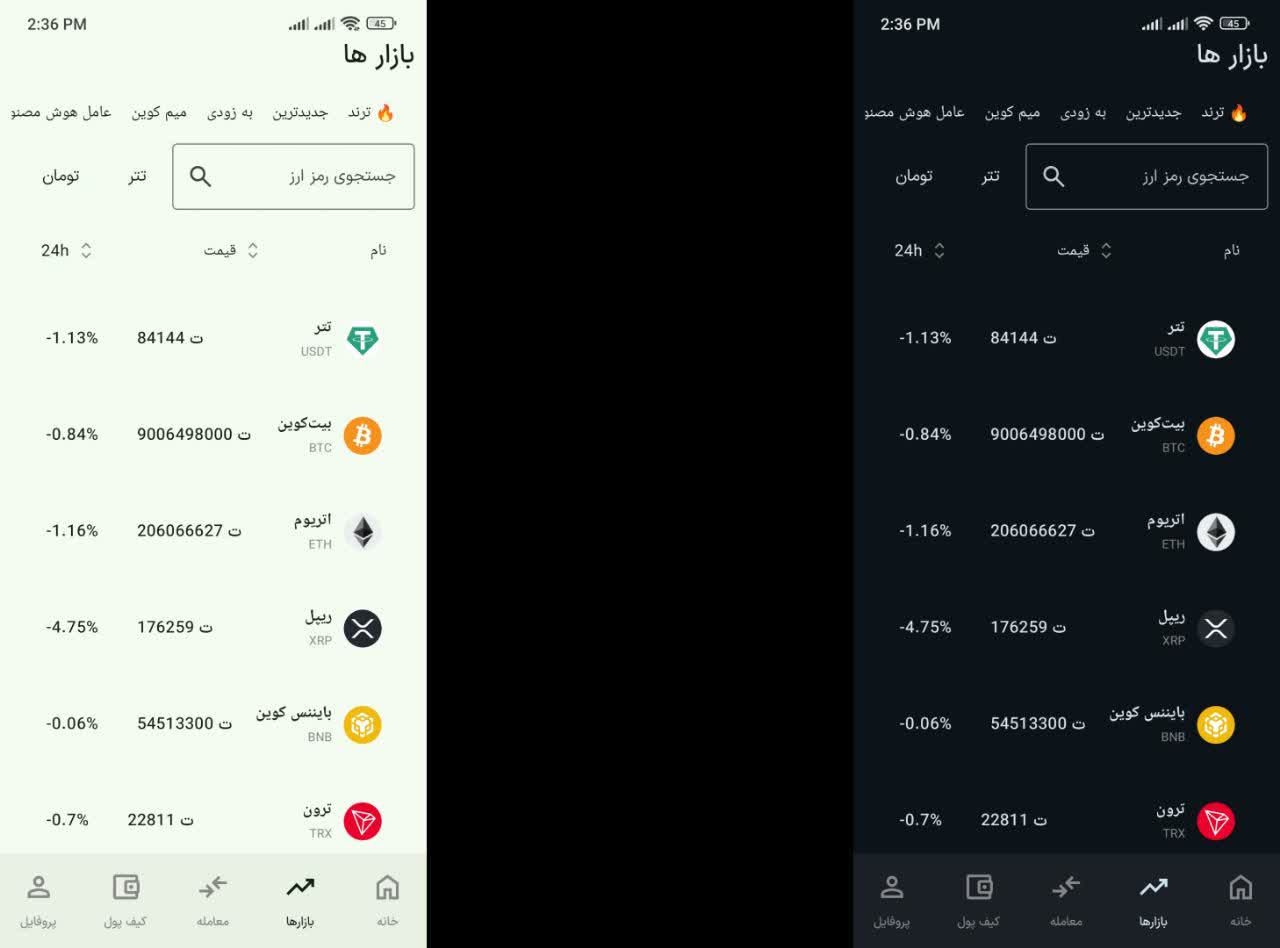 2:36 PM
45
بازار ها
🔥 ترند جدیدترین به زودی میم کوین عامل هوش مصنو
جستجوی رمز ارز تتر تومان
نام قیمت 24h
تتر ت 84144 -1.13%
USDT
بیت‌کوین ت 9006498000 -0.84%
BTC
اتریوم ت 206066627 -1.16%
ETH
ریپل ت 176259 -4.75%
XRP
بایننس کوین ت 54513300 -0.06%
BNB
ترون ت 22811 -0.7%
TRX
خانه بازارها معامله کیف پول پروفایل
2:36 PM
45
بازار ها
🔥 ترند جدیدترین به زودی میم کوین عامل هوش مصنو
جستجوی رمز ارز تتر تومان
نام قیمت 24h
تتر ت 84144 -1.13%
USDT
بیت‌کوین ت 9006498000 -0.84%
BTC
اتریوم ت 206066627 -1.16%
ETH
ریپل ت 176259 -4.75%
XRP
بایننس کوین ت 54513300 -0.06%
BNB
ترون ت 22811 -0.7%
TRX
خانه بازارها معامله کیف پول پروفایل